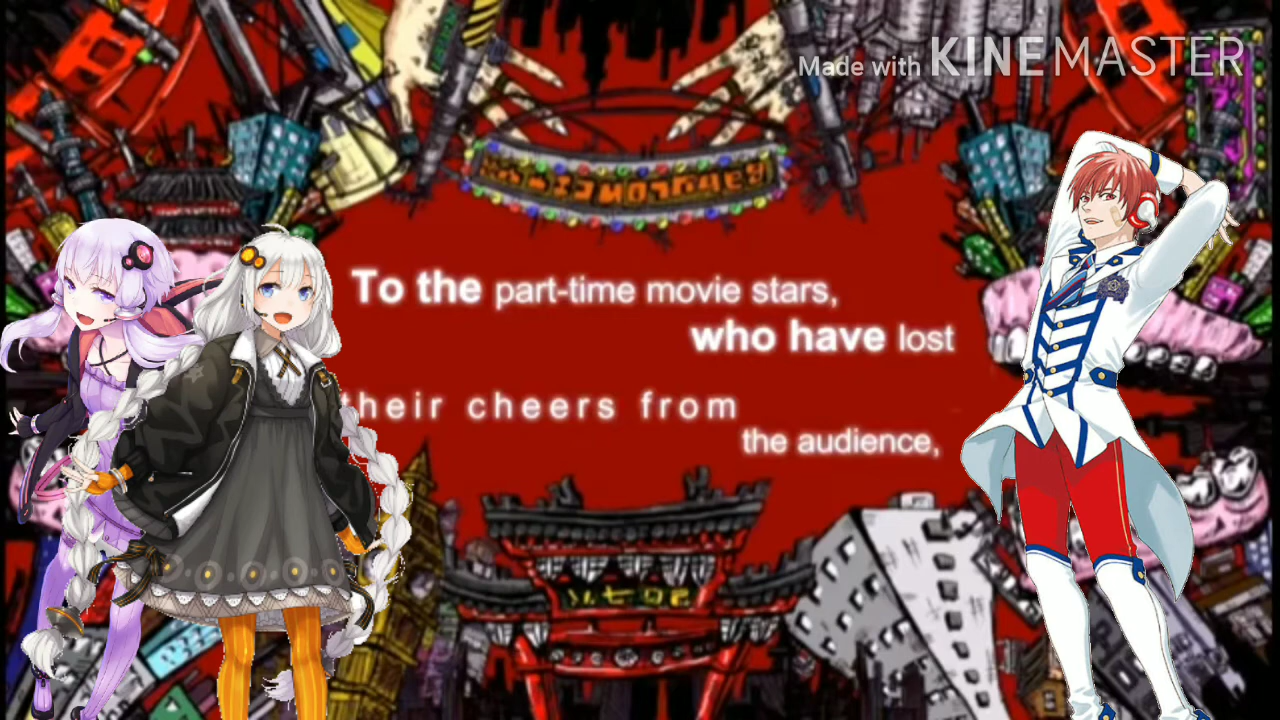 Made with KINEMASTER
To the part-time movie stars,
who have lost
their cheers from
the audience,